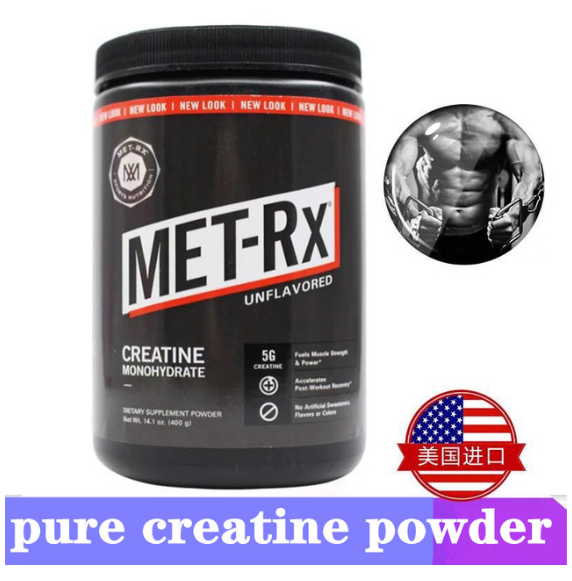 NEW LOOK | NEW LOOK | NEW LOOK | NEW LOOK | NEW LOOK
MET-RX
SPORTS NUTRITION
MET-Rx®
UNFLAVORED
CREATINE
MONOHYDRATE
5G
CREATINE
Fuels Muscle Strength
& Power*
Accelerates
Post-Workout Recovery*
No Artificial Sweeteners,
Flavors or Colors
DIETARY SUPPLEMENT POWDER
Net Wt. 14.1 oz. (400 g)
美国进口
pure creatine powder